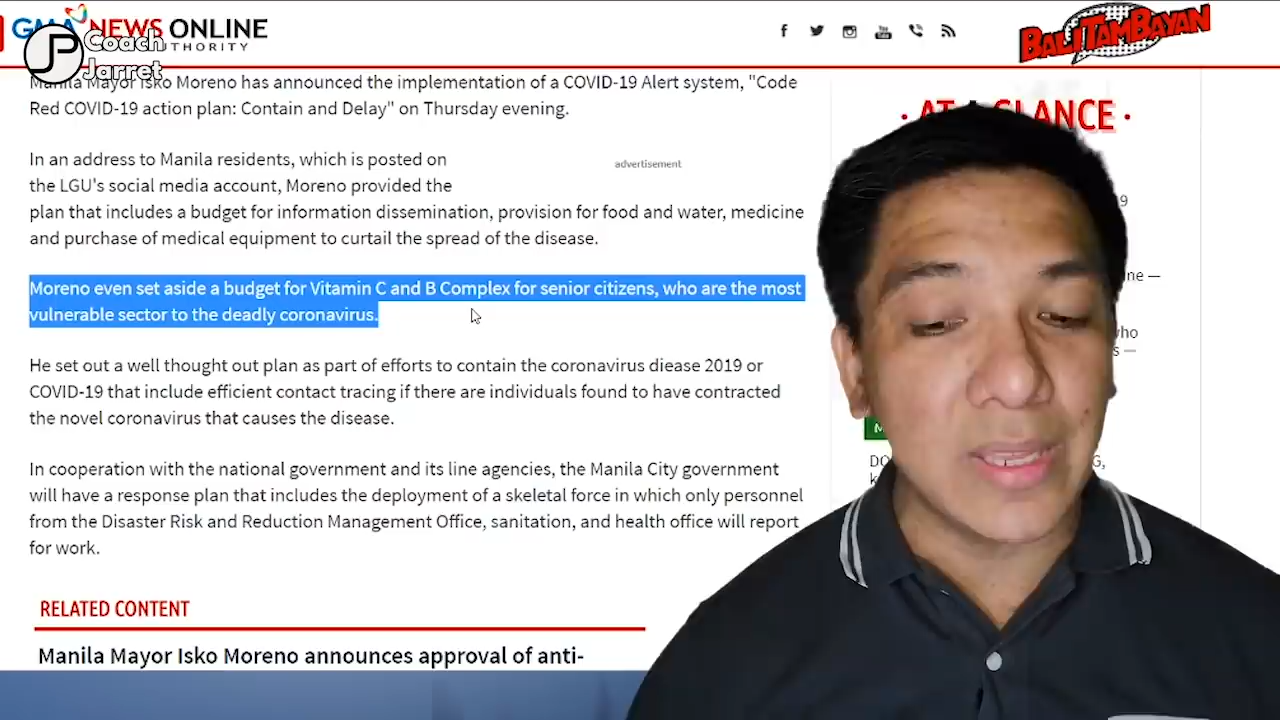 GMA NEWS ONLINE
Coach
Jarret
BALITAMBAYAN
Manila Mayor Isko Moreno has announced the implementation of a COVID-19 Alert system, "Code
Red COVID-19 action plan: Contain and Delay" on Thursday evening.
In an address to Manila residents, which is posted on
the LGU's social media account, Moreno provided the
plan that includes a budget for information dissemination, provision for food and water, medicine
and purchase of medical equipment to curtail the spread of the disease.
advertisement
Moreno even set aside a budget for Vitamin C and B Complex for senior citizens, who are the most
vulnerable sector to the deadly coronavirus.
He set out a well thought out plan as part of efforts to contain the coronavirus diease 2019 or
COVID-19 that include efficient contact tracing if there are individuals found to have contracted
the novel coronavirus that causes the disease.
In cooperation with the national government and its line agencies, the Manila City government
will have a response plan that includes the deployment of a skeletal force in which only personnel
from the Disaster Risk and Reduction Management Office, sanitation, and health office will report
for work.
RELATED CONTENT
Manila Mayor Isko Moreno announces approval of anti-
· AT A GLANCE ·